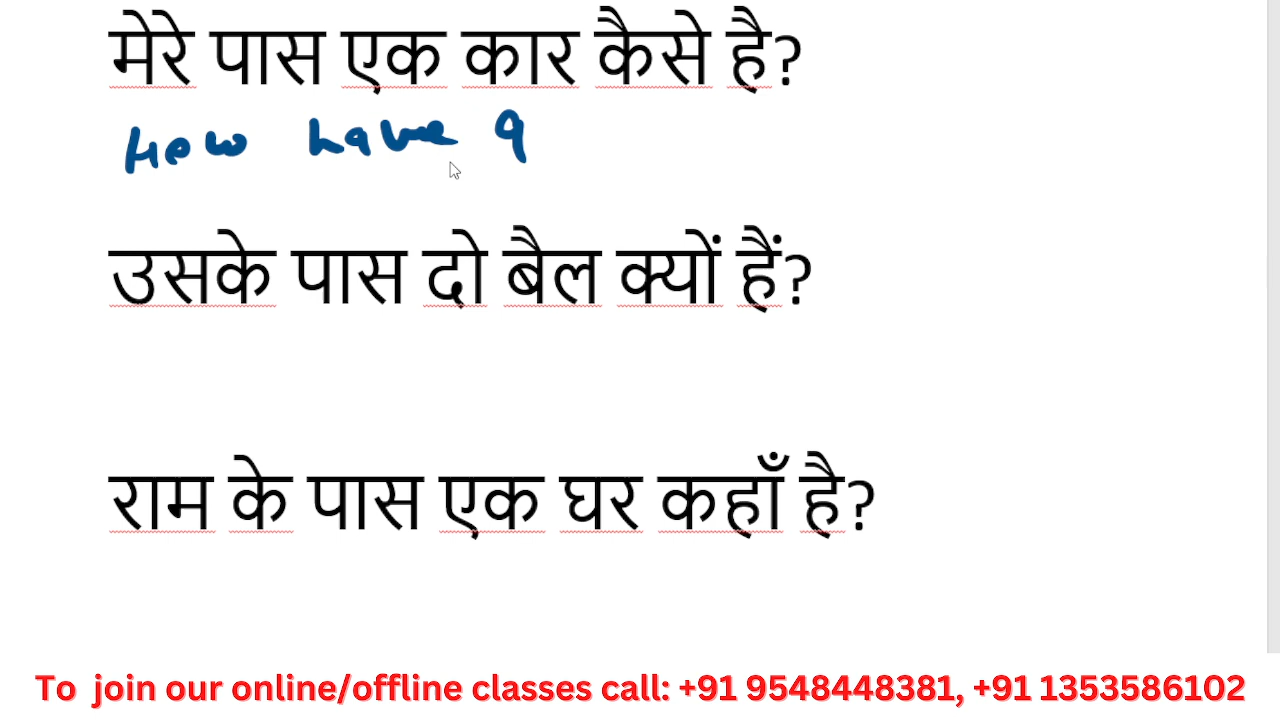 मेरे पास एक कार कैसे है?
How have a
उसके पास दो बैल क्यों हैं?
राम के पास एक घर कहाँ है?
To join our online/offline classes call: +91 9548448381, +91 1353586102